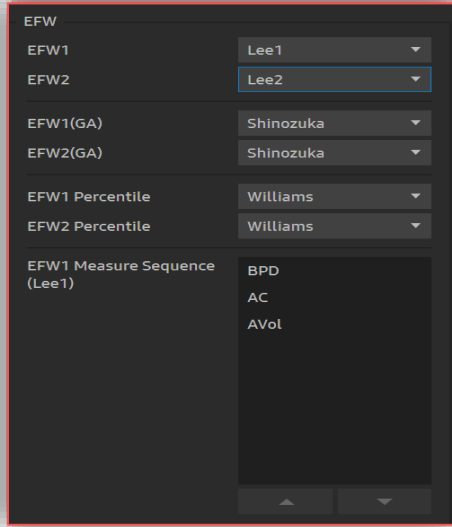 EFW
EFW1 Lee1
EFW2 Lee2
EFW1(GA) Shinozuka
EFW2(GA) Shinozuka
EFW1 Percentile Williams
EFW2 Percentile Williams
EFW1 Measure Sequence
(Lee1)
BPD
AC
AVol